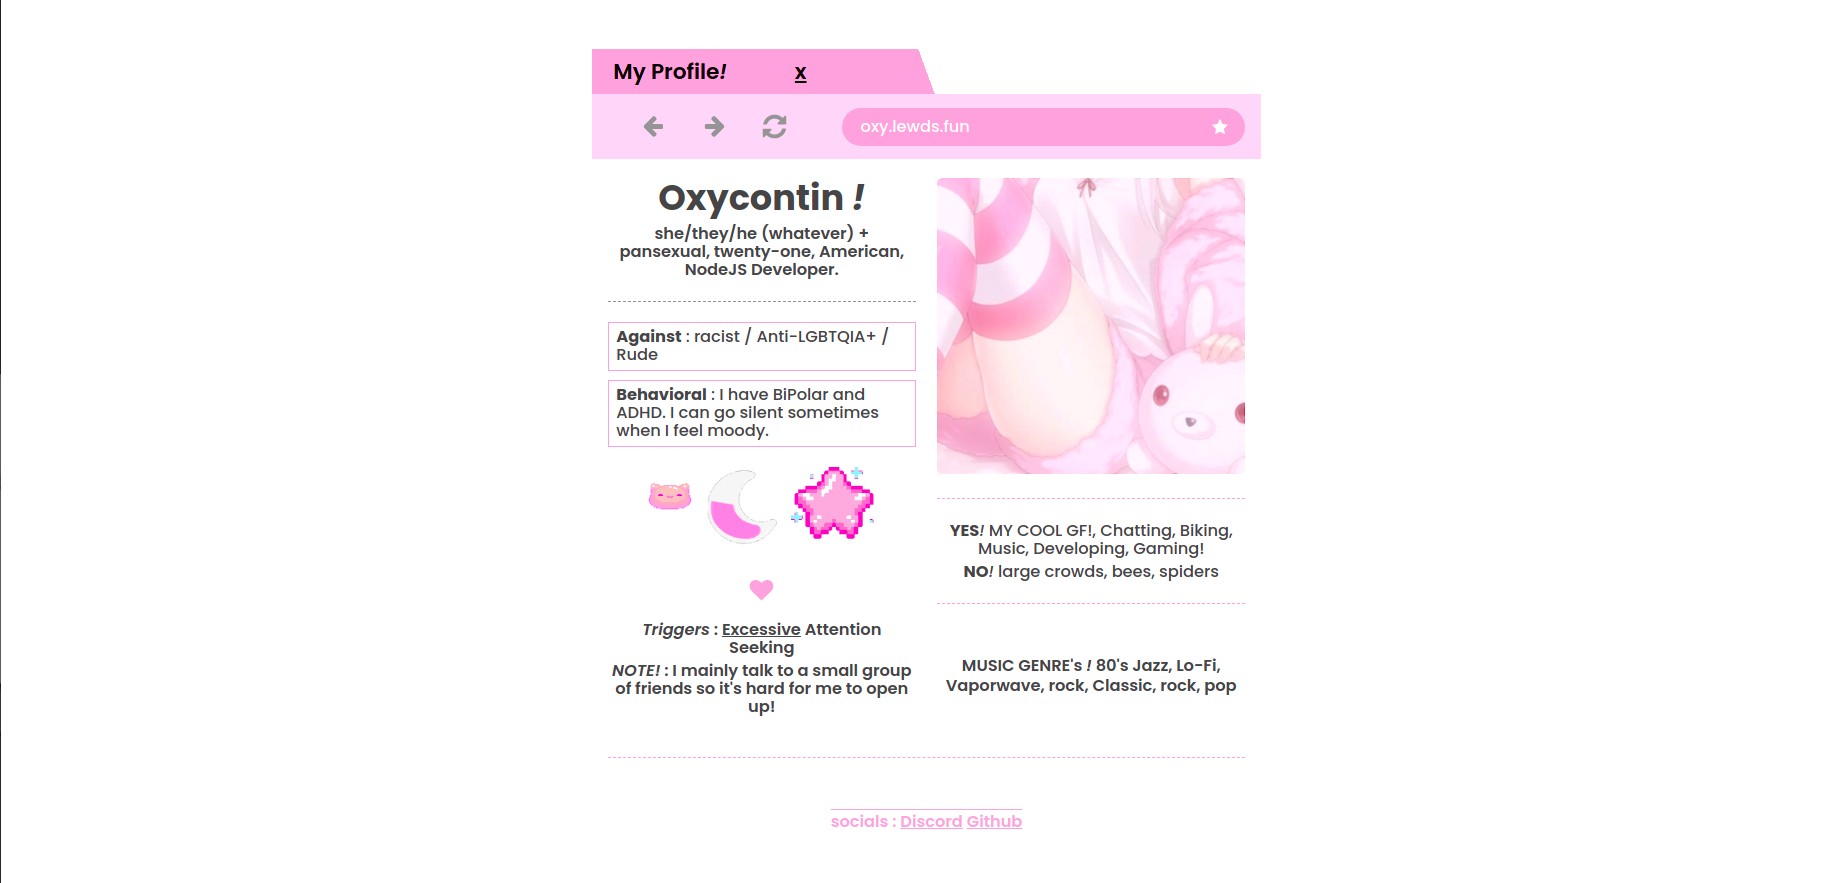 My Profile!
x
oxy.lewds.fun
Oxycontin !
she/they/he (whatever) +
pansexual, twenty-one, American,
NodeJS Developer.
Against : racist / Anti-LGBTQIA+ /
Rude
Behavioral : I have BiPolar and
ADHD. I can go silent sometimes
when I feel moody.
Triggers : Excessive Attention
Seeking
NOTE! : I mainly talk to a small group
of friends so it's hard for me to open
up!
YES! MY COOL GF!, Chatting, Biking,
Music, Developing, Gaming!
NO! large crowds, bees, spiders
MUSIC GENRE's ! 80's Jazz, Lo-Fi,
Vaporwave, rock, Classic, rock, pop
socials : Discord Github